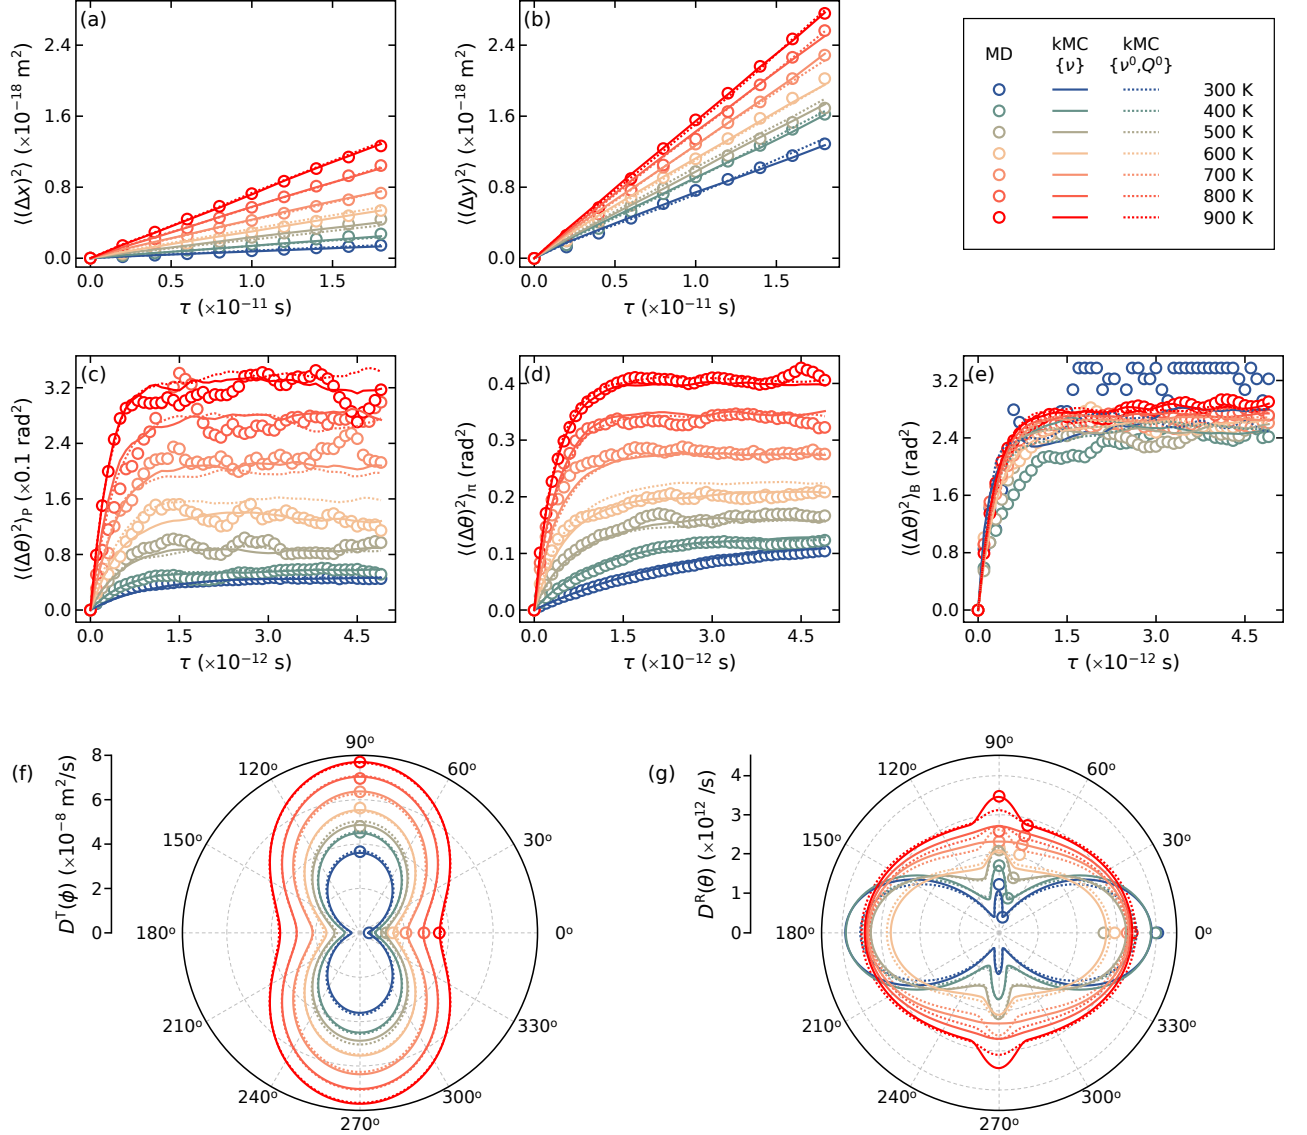 (a)
⟨(Δx)²⟩ (×10⁻¹⁸ m²)
2.4
1.6
0.8
0.0
0.0 0.5 1.0 1.5
τ (×10⁻¹¹ s)
(b)
⟨(Δy)²⟩ (×10⁻¹⁸ m²)
2.4
1.6
0.8
0.0
0.0 0.5 1.0 1.5
τ (×10⁻¹¹ s)
MD kMC {ν} kMC {ν⁰,Q⁰}
300 K
400 K
500 K
600 K
700 K
800 K
900 K
(c)
⟨(Δθ)²⟩ₚ (×0.1 rad²)
3.2
2.4
1.6
0.8
0.0
0.0 1.5 3.0 4.5
τ (×10⁻¹² s)
(d)
⟨(Δθ)²⟩π (rad²)
0.4
0.3
0.2
0.1
0.0
0.0 1.5 3.0 4.5
τ (×10⁻¹² s)
(e)
⟨(Δθ)²⟩B (rad²)
3.2
2.4
1.6
0.8
0.0
0.0 1.5 3.0 4.5
τ (×10⁻¹² s)
(f)
Dᵀ(ϕ) (×10⁻⁸ m²/s)
8
6
4
2
0
90°
120° 60°
150° 30°
180° 0°
210° 330°
240° 300°
270°
(g)
Dᴿ(θ) (×10¹² /s)
4
3
2
1
0
90°
120° 60°
150° 30°
180° 0°
210° 330°
240° 300°
270°